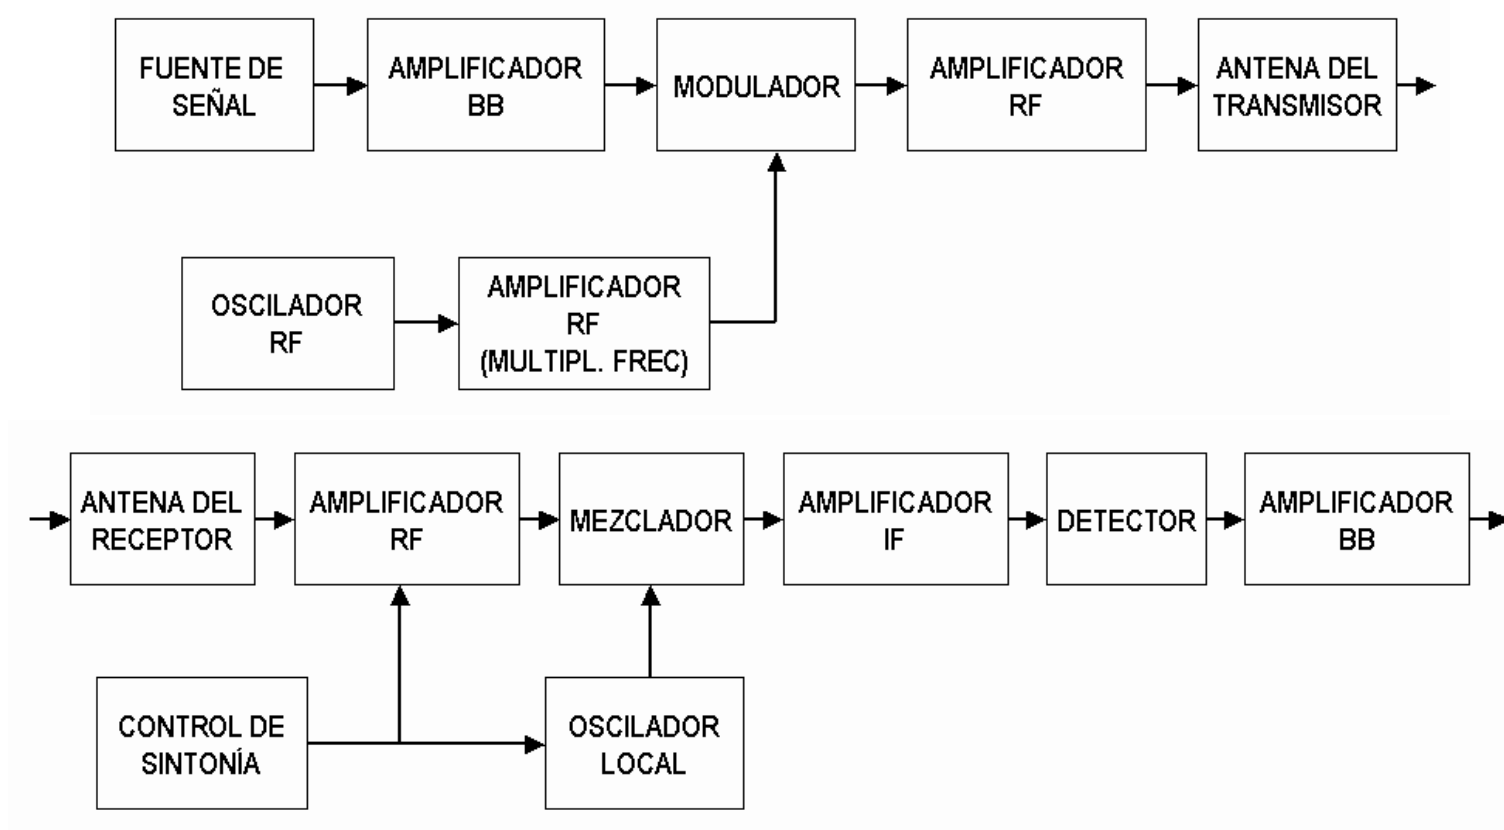 FUENTE DE
SEÑAL
AMPLIFICADOR
BB
MODULADOR
AMPLIFICADOR
RF
ANTENA DEL
TRANSMISOR
OSCILADOR
RF
AMPLIFICADOR
RF
(MULTIPL. FREC)
ANTENA DEL
RECEPTOR
AMPLIFICADOR
RF
MEZCLADOR
AMPLIFICADOR
IF
DETECTOR
AMPLIFICADOR
BB
CONTROL DE
SINTONÍA
OSCILADOR
LOCAL